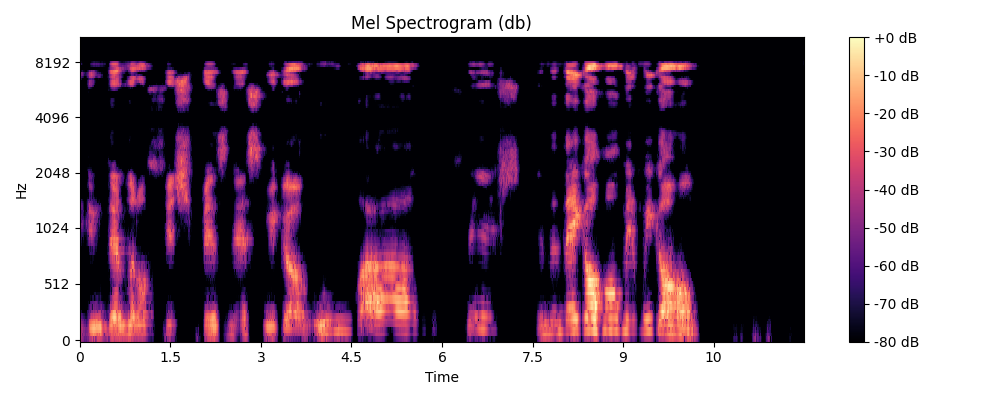 Mel Spectrogram (db)
Hz
8192
4096
2048
1024
512
0
0 1.5 3 4.5 6 7.5 9 10
Time
+0 dB
-10 dB
-20 dB
-30 dB
-40 dB
-50 dB
-60 dB
-70 dB
-80 dB